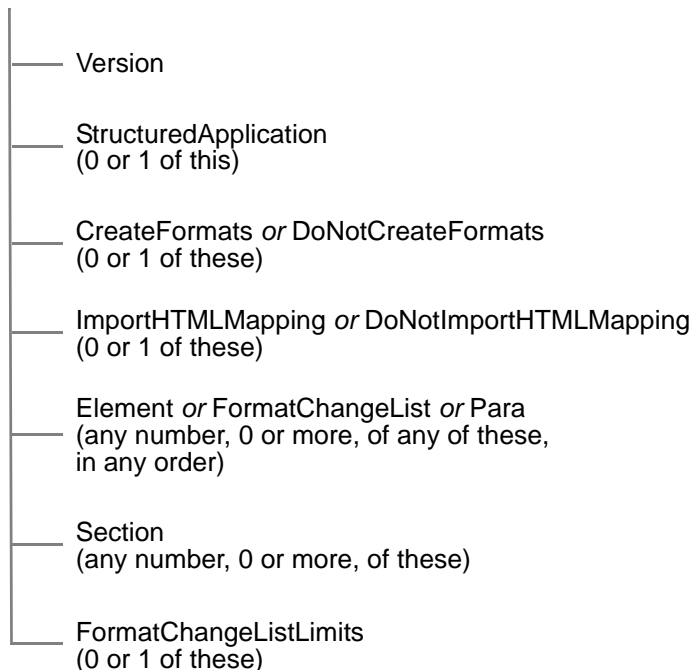 Version
StructuredApplication
(0 or 1 of this)
CreateFormats or DoNotCreateFormats
(0 or 1 of these)
ImportHTMLMapping or DoNotImportHTMLMapping
(0 or 1 of these)
Element or FormatChangeList or Para
(any number, 0 or more, of any of these,
in any order)
Section
(any number, 0 or more, of these)
FormatChangeListLimits
(0 or 1 of these)